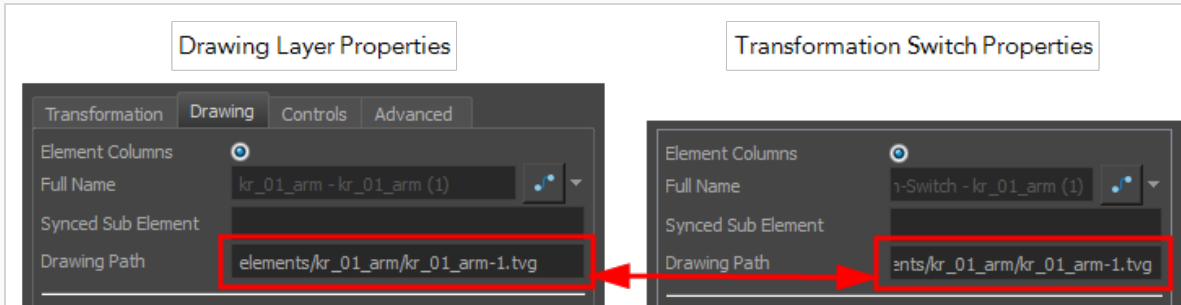 Drawing Layer Properties
Transformation Switch Properties
Transformation Drawing Controls Advanced
Element Columns
Full Name kr_01_arm - kr_01_arm (1)
Synced Sub Element
Drawing Path elements/kr_01_arm/kr_01_arm-1.tvg
Element Columns
Full Name n-Switch - kr_01_arm (1)
Synced Sub Element
Drawing Path ents/kr_01_arm/kr_01_arm-1.tvg